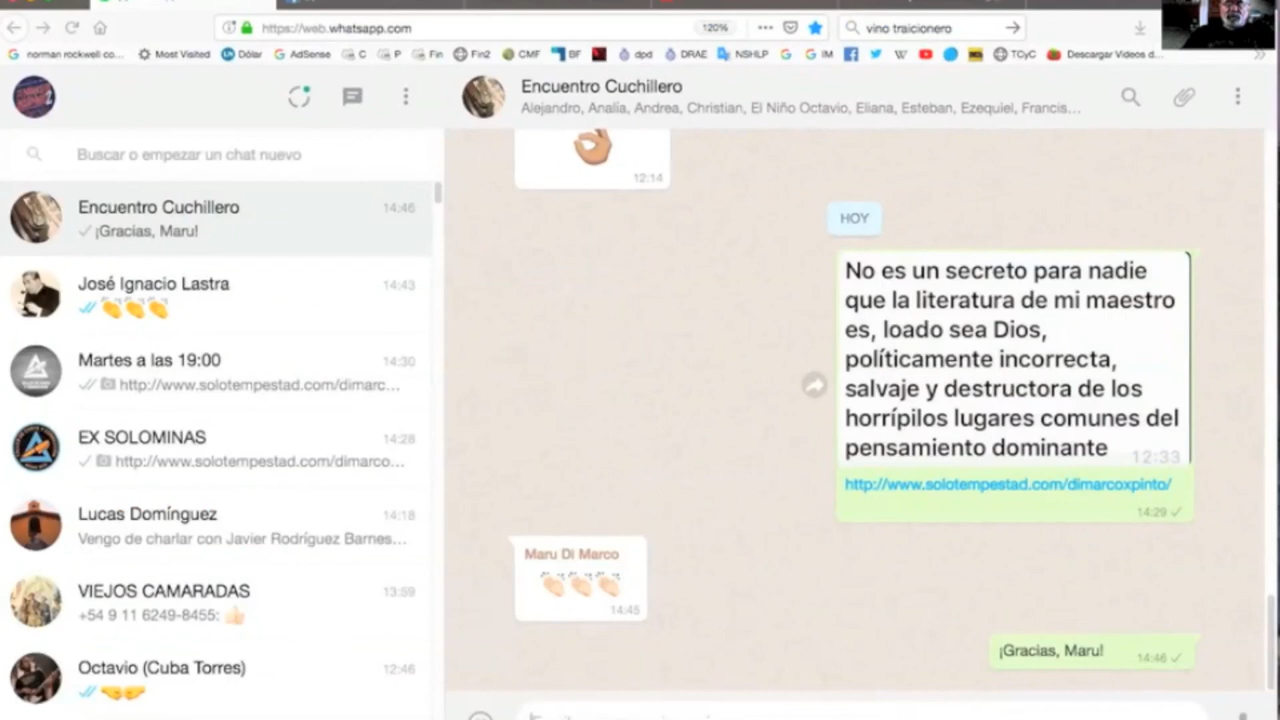 https://web.whatsapp.com
120%
vino traicionero
norman rockwell co...
Most Visited
Dólar
AdSense
C
P
Fin
Fin2
CMF
BF
dpd
DRAE
NSHLP
G
IM
TCyC
Descargar Videos d...
Encuentro Cuchillero
Alejandro, Analía, Andrea, Christian, El Niño Octavio, Eliana, Esteban, Ezequiel, Francis...
Buscar o empezar un chat nuevo
Encuentro Cuchillero
14:46
¡Gracias, Maru!
José Ignacio Lastra
14:43
Martes a las 19:00
14:30
http://www.solotempestad.com/dimarc...
EX SOLOMINAS
14:28
http://www.solotempestad.com/dimarco...
Lucas Domínguez
14:18
Vengo de charlar con Javier Rodríguez Barnes...
VIEJOS CAMARADAS
13:59
+54 9 11 6249-8455:
Octavio (Cuba Torres)
12:46
12:14
HOY
No es un secreto para nadie
que la literatura de mi maestro
es, loado sea Dios,
políticamente incorrecta,
salvaje y destructora de los
horrípilos lugares comunes del
pensamiento dominante
12:33
http://www.solotempestad.com/dimarcoxpinto/
14:29
Maru Di Marco
14:45
¡Gracias, Maru!
14:46